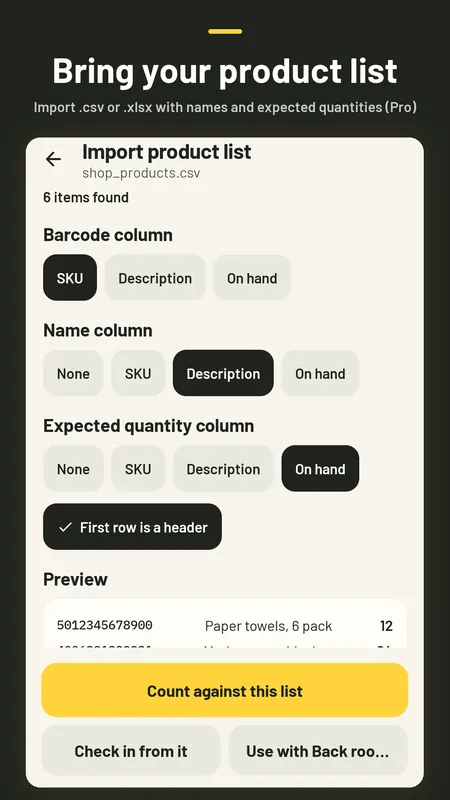 Bring your product list
Import .csv or .xlsx with names and expected quantities (Pro)
Import product list
shop_products.csv
6 items found
Barcode column
SKU Description On hand
Name column
None SKU Description On hand
Expected quantity column
None SKU Description On hand
First row is a header
Preview
5012345678900 Paper towels, 6 pack 12
Count against this list
Check in from it Use with Back roo...